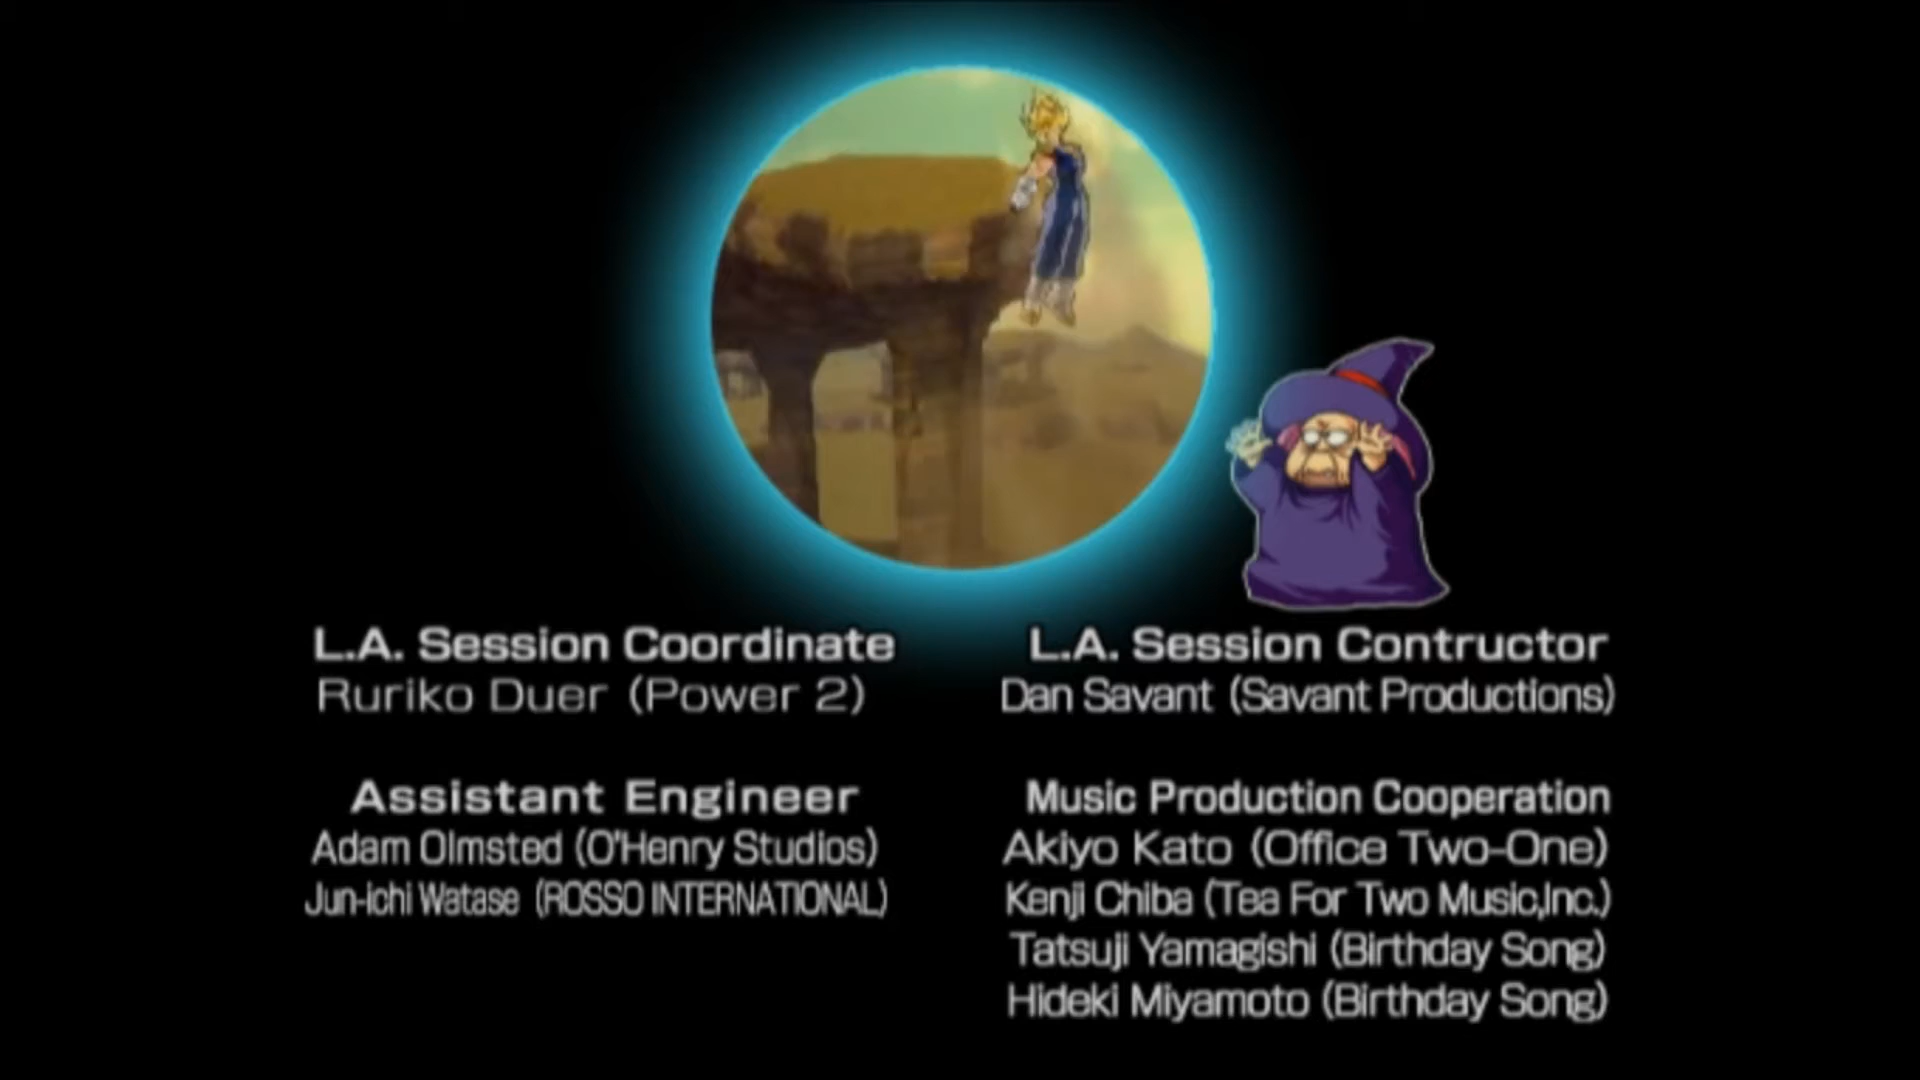 L.A. Session Coordinate
Ruriko Duer (Power 2)
L.A. Session Contructor
Dan Savant (Savant Productions)
Assistant Engineer
Adam Olmsted (O'Henry Studios)
Jun-ichi Watase (ROSSO INTERNATIONAL)
Music Production Cooperation
Akiyo Kato (Office Two-One)
Kenji Chiba (Tea For Two Music,Inc.)
Tatsuji Yamagishi (Birthday Song)
Hideki Miyamoto (Birthday Song)